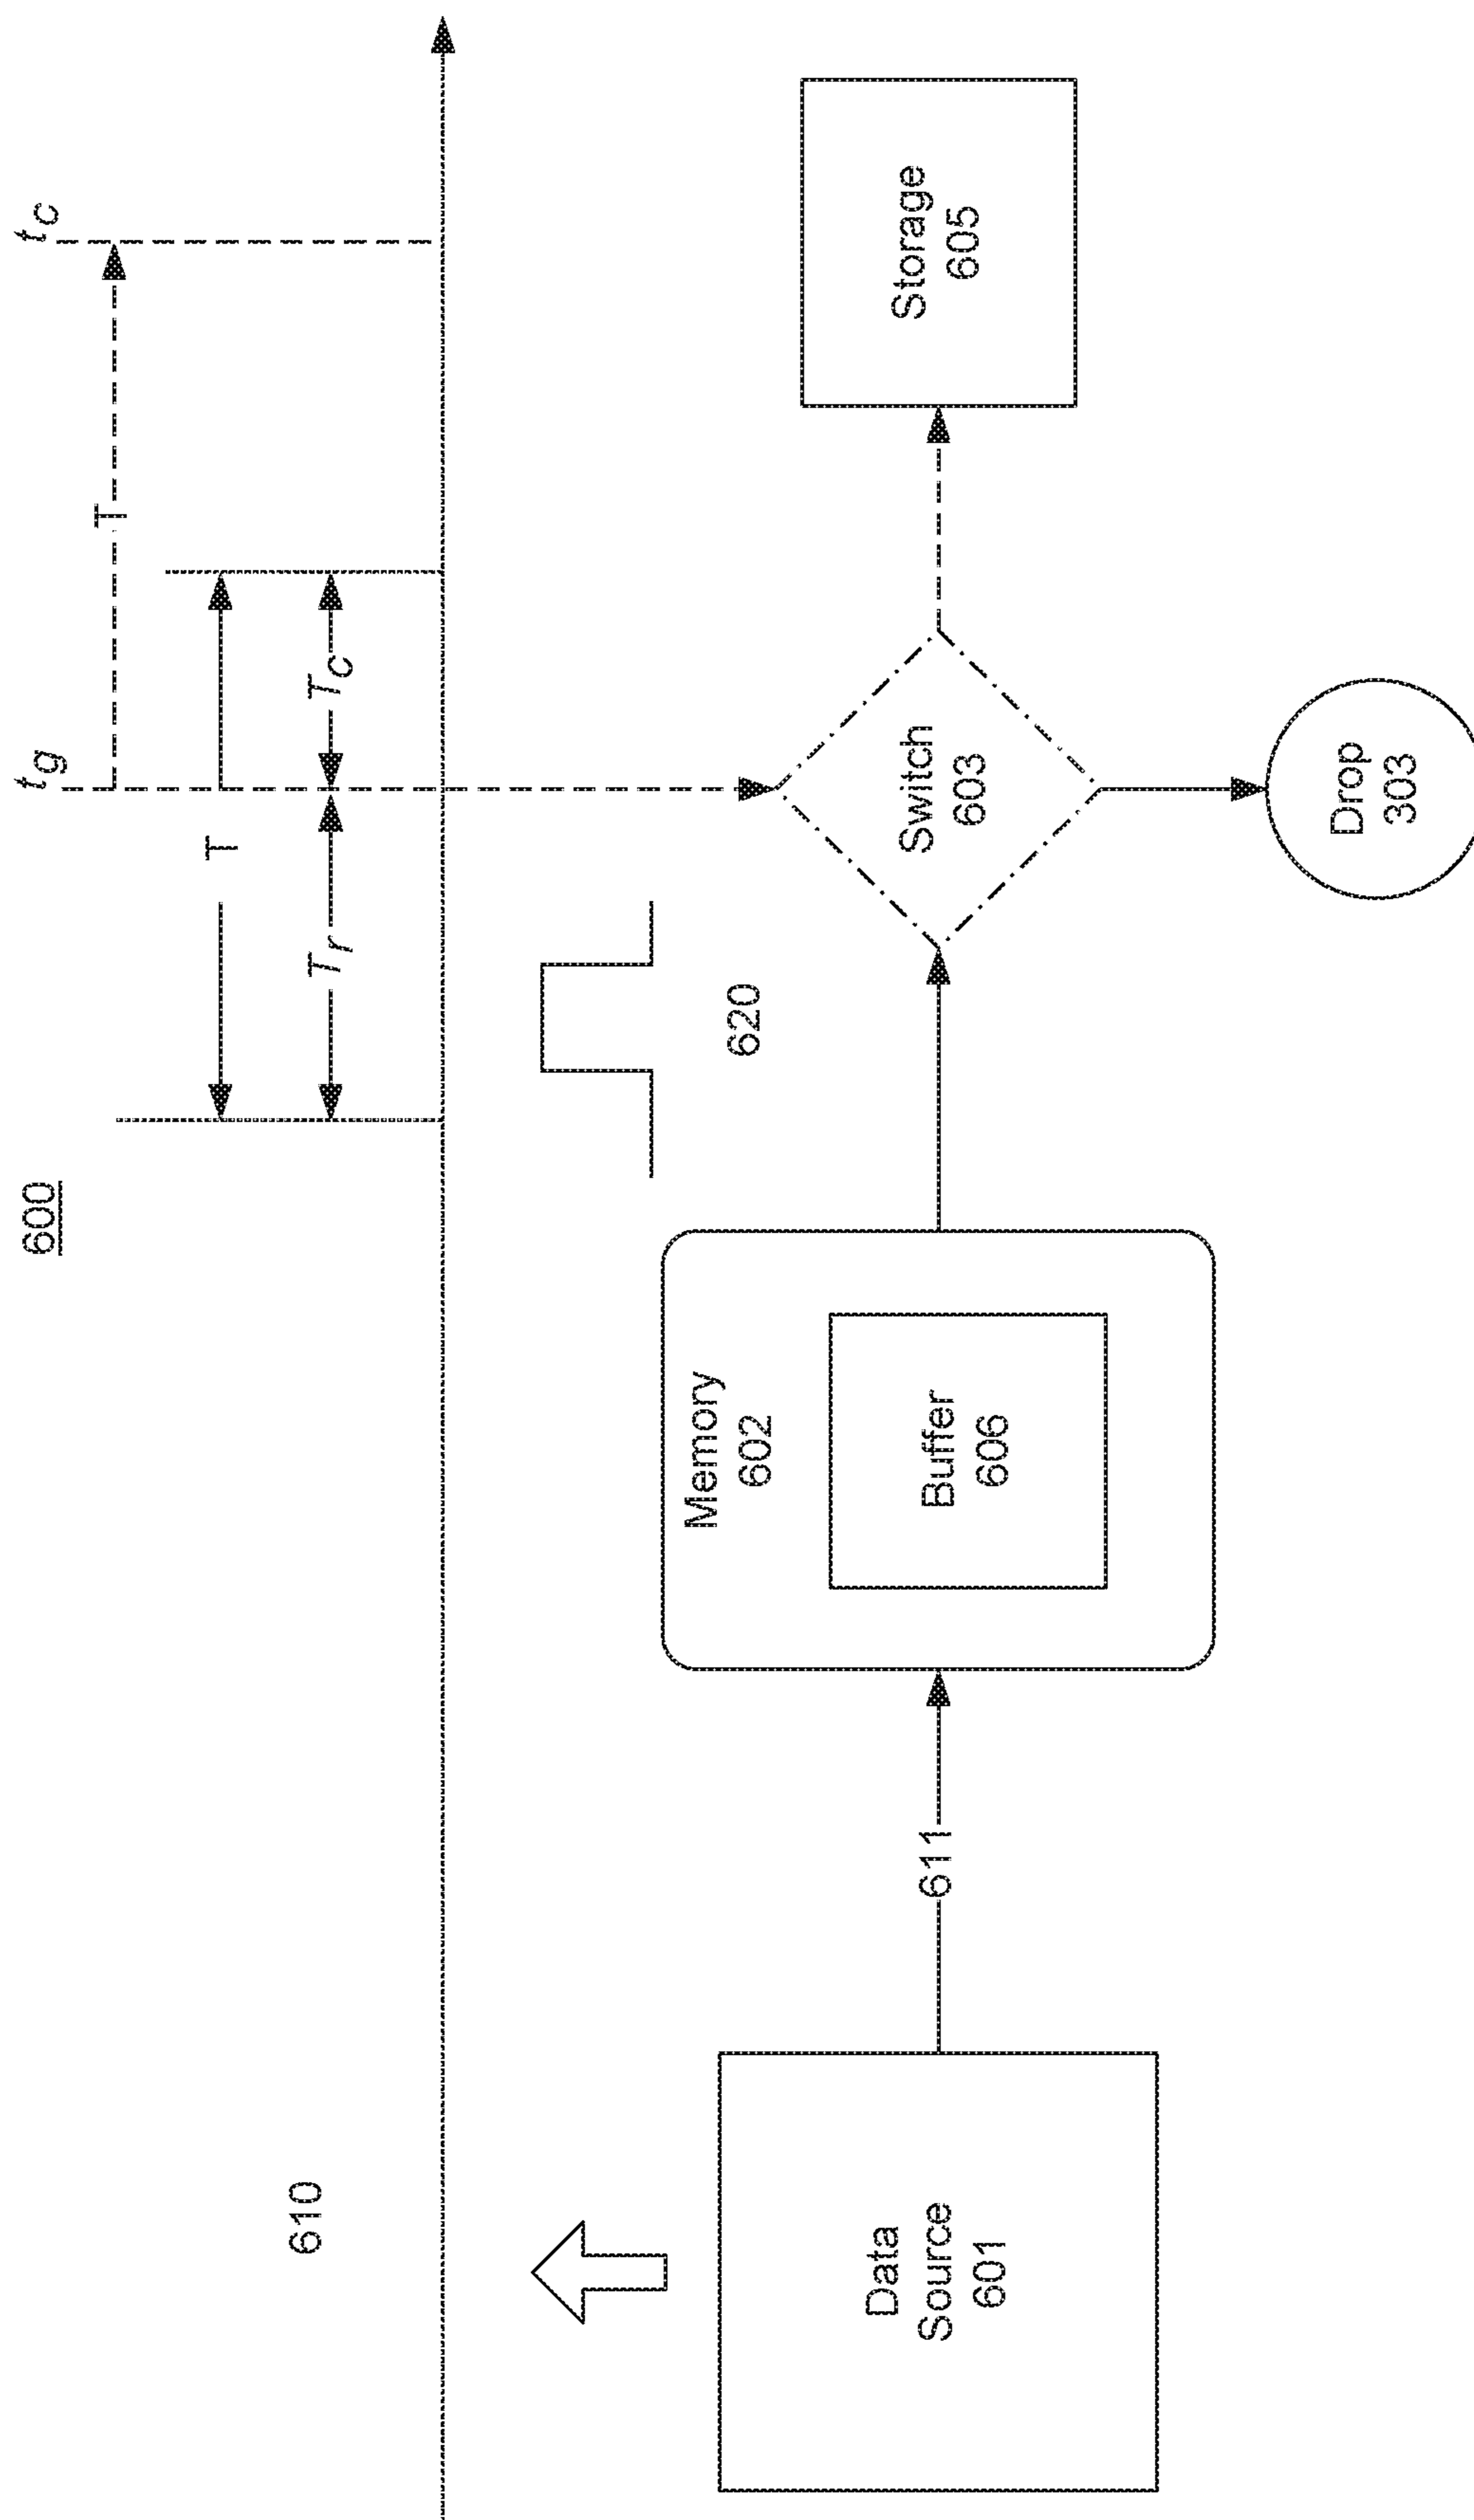 600
t_g
t_c
T
T
T_r
T_c
610
620
Data
Source
601
611
Memory
602
Buffer
606
Switch
603
Storage
605
Drop
303